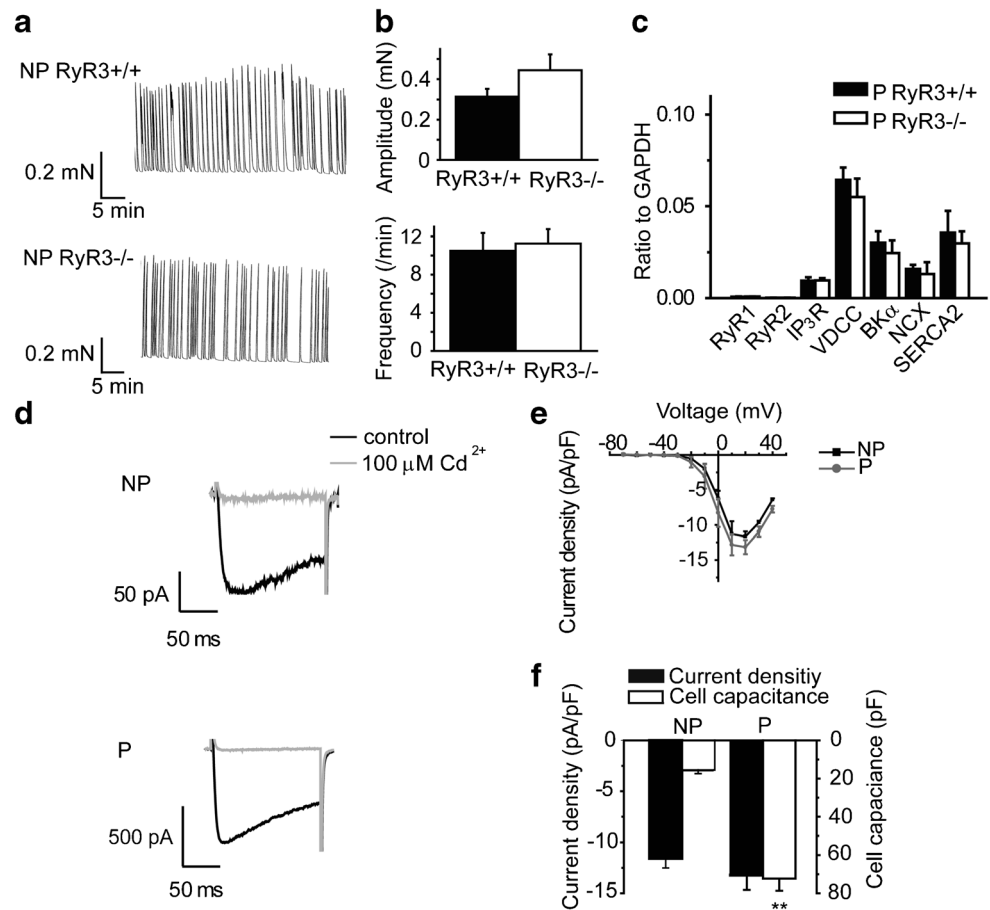 a
NP RyR3+/+
0.2 mN
5 min
NP RyR3-/-
0.2 mN
5 min
b
Amplitude (mN)
0.4
0.2
0
RyR3+/+ RyR3-/-
Frequency (/min)
12
8
4
0
RyR3+/+ RyR3-/-
c
P RyR3+/+
P RyR3-/-
Ratio to GAPDH
0.10
0.05
0.00
RyR1
RyR2
IP3R
VDCC
BKα
NCX
SERCA2
d
control
100 μM Cd2+
NP
50 pA
50 ms
P
500 pA
50 ms
e
Voltage (mV)
-80 -40 0 40
NP
P
Current density (pA/pF)
-5
-10
-15
f
Current densitiy
Cell capacitance
NP P
Current density (pA/pF)
0
-5
-10
-15
0
20
40
60
80
Cell capaciance (pF)
**